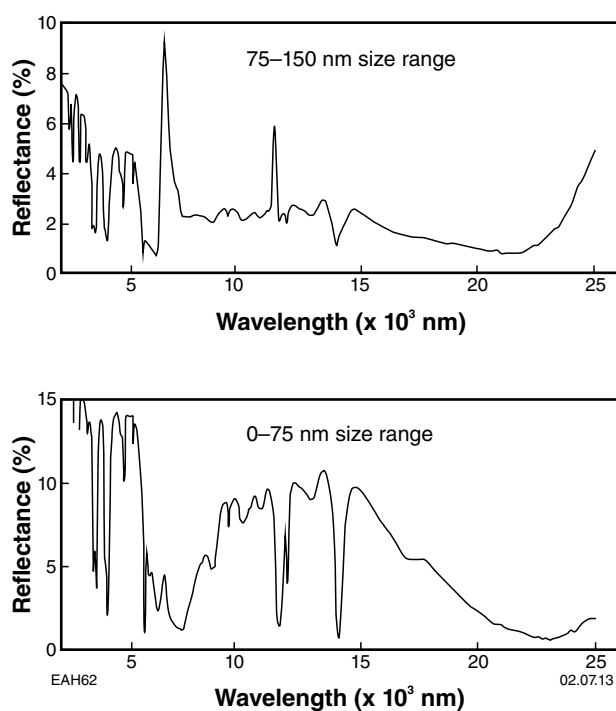 10
8
6
4
2
0
Reflectance (%)
75–150 nm size range
5 10 15 20 25
Wavelength (x 10³ nm)
15
10
5
0
Reflectance (%)
0–75 nm size range
5 10 15 20 25
EAH62 02.07.13
Wavelength (x 10³ nm)